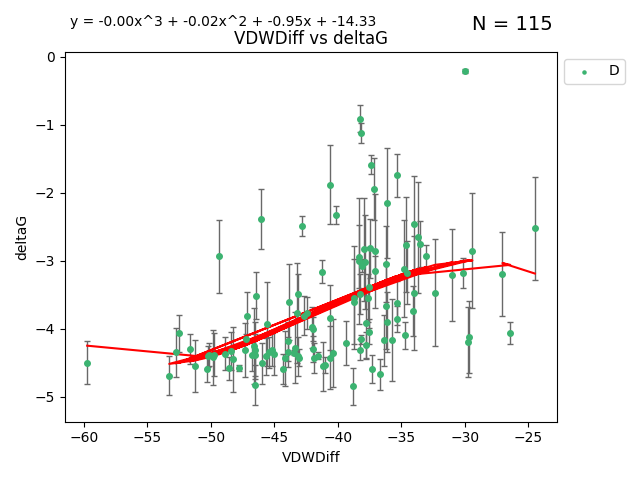 y = -0.00x^3 + -0.02x^2 + -0.95x + -14.33
N = 115
VDWDiff vs deltaG
D
deltaG
0
−1
−2
−3
−4
−5
−60
−55
−50
−45
−40
−35
−30
−25
VDWDiff